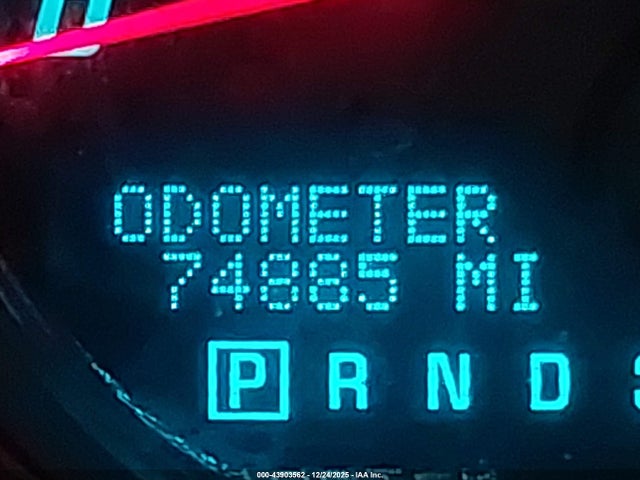 ODOMETER
74885 MI
P R N D
000-43903562 - 12/24/2025 - IAA Inc.